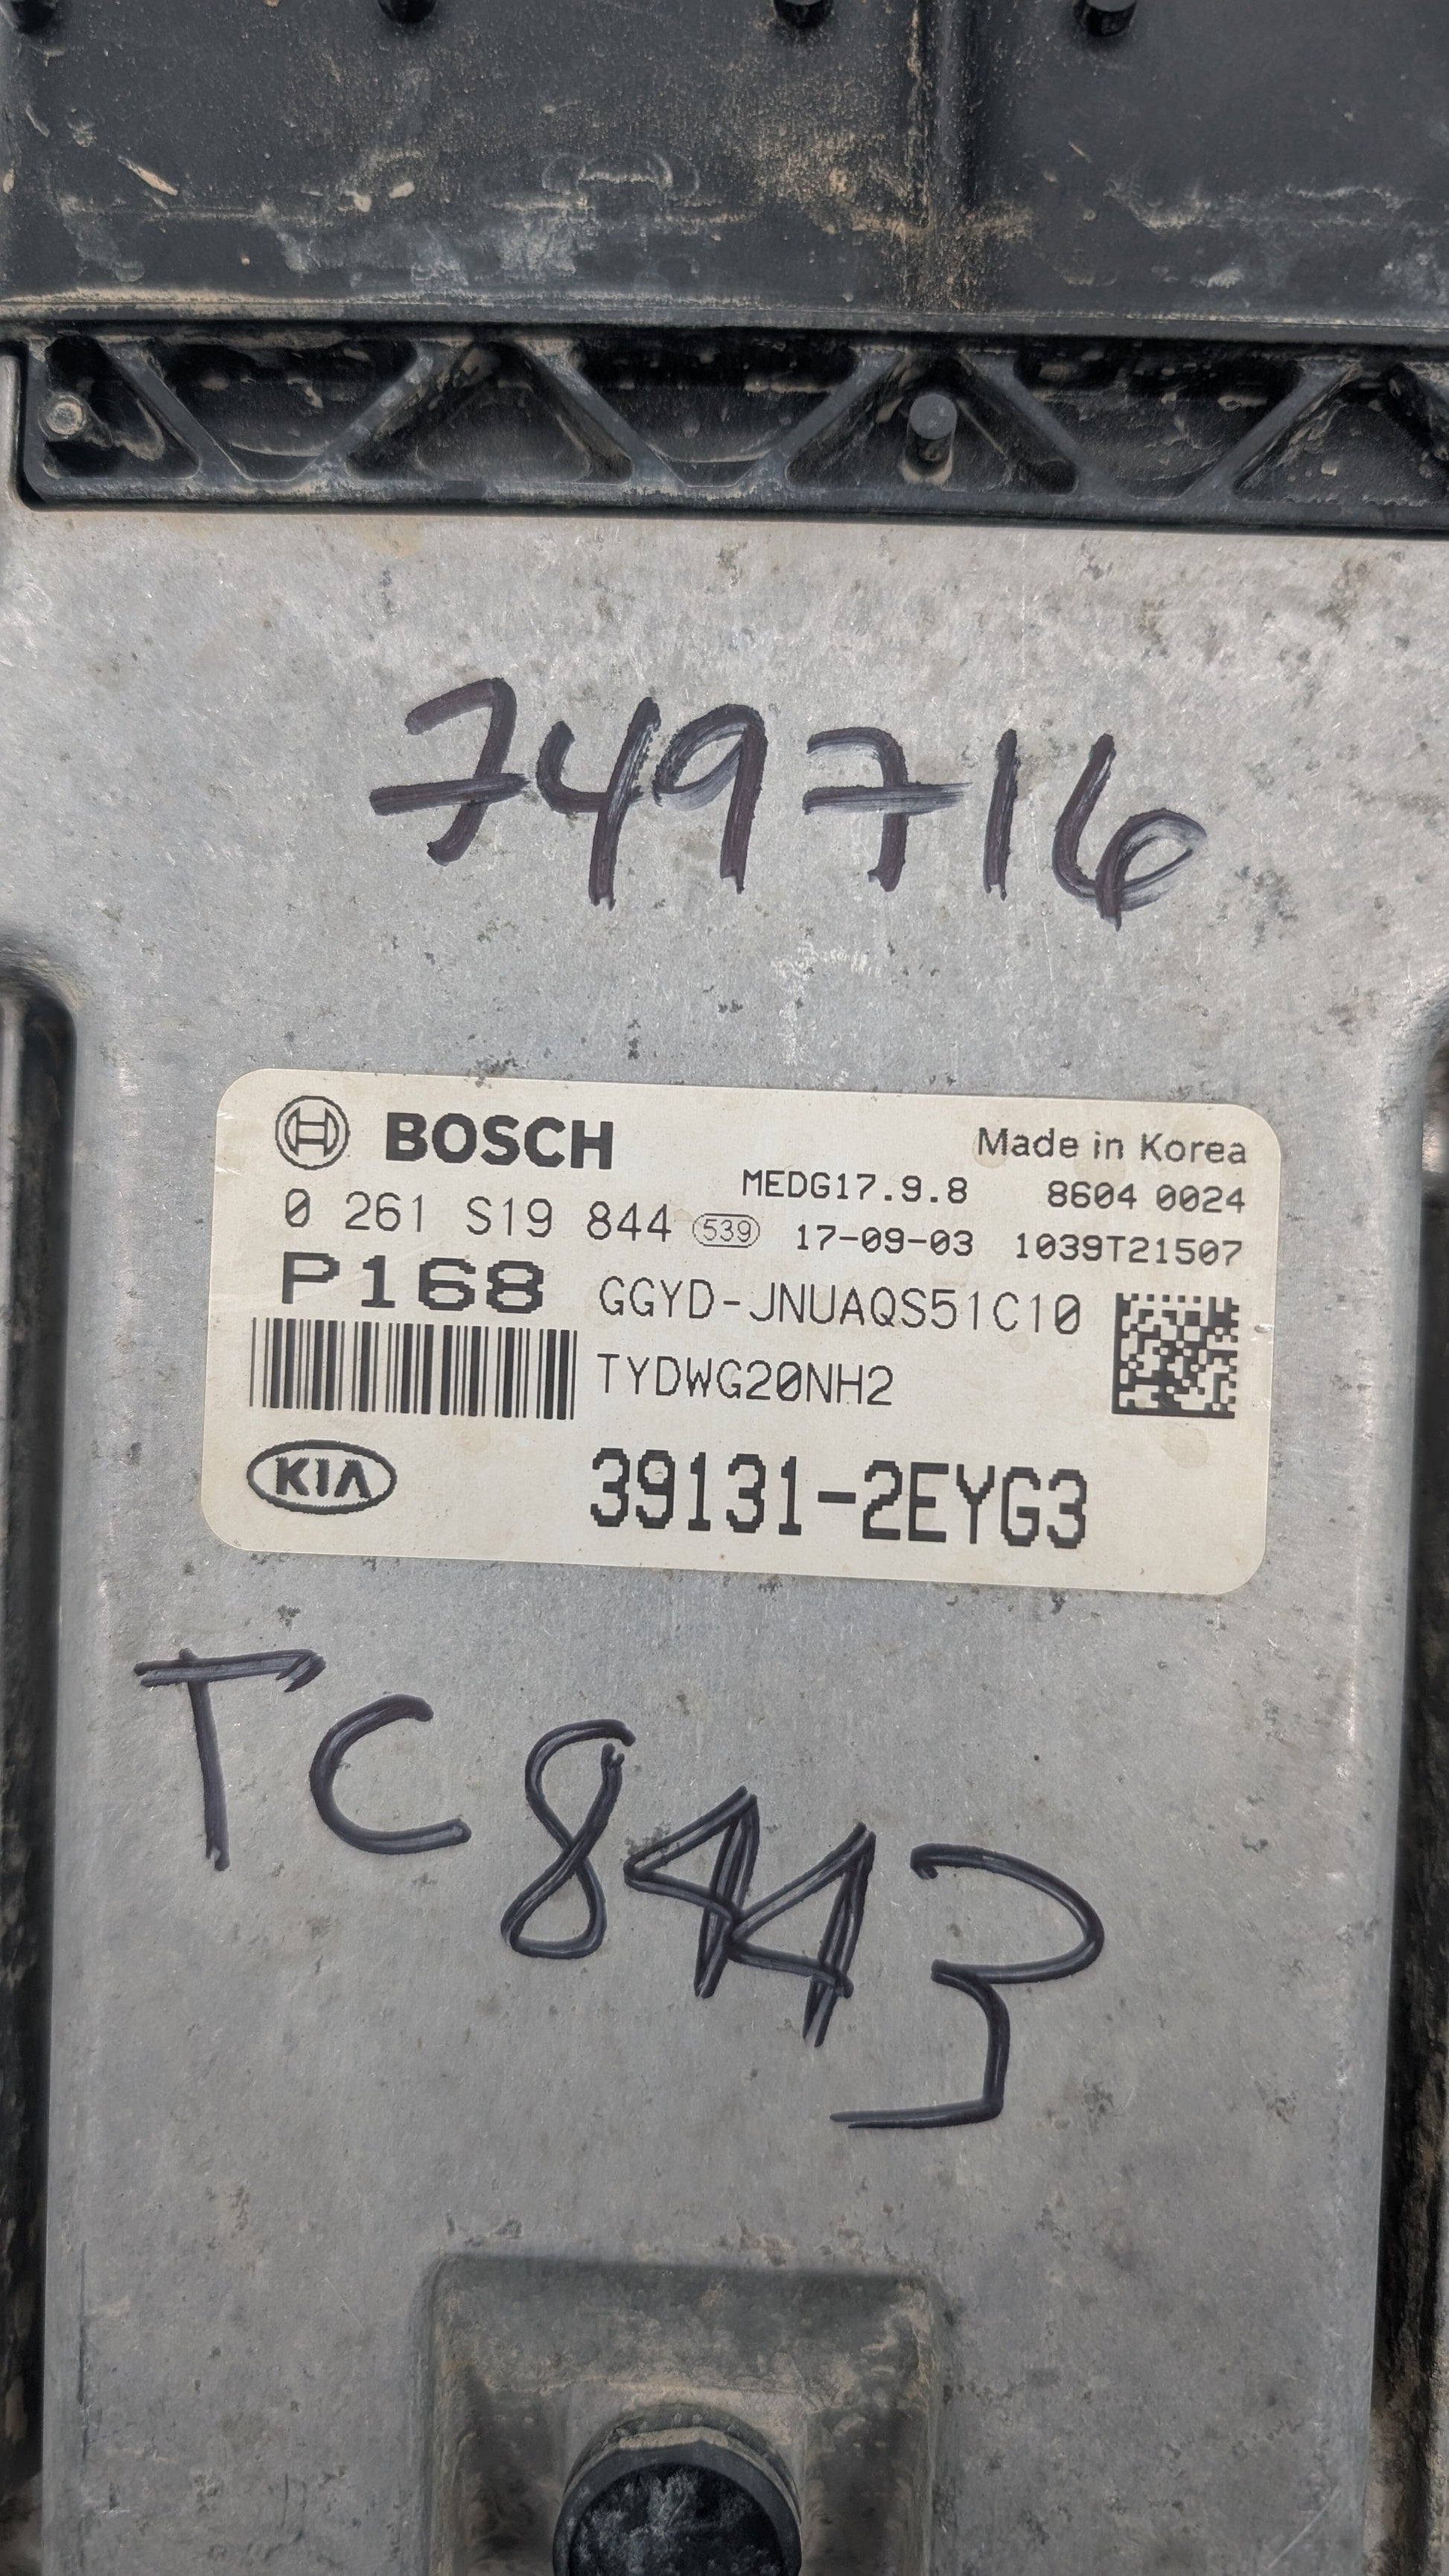 749716
BOSCH Made in Korea
MEDG17.9.8 8604 0024
0 261 S19 844 539 17-09-03 1039T21507
P168 GGYD-JNUAQS51C10
TYDWG20NH2
KIA 39131-2EYG3
TC8443